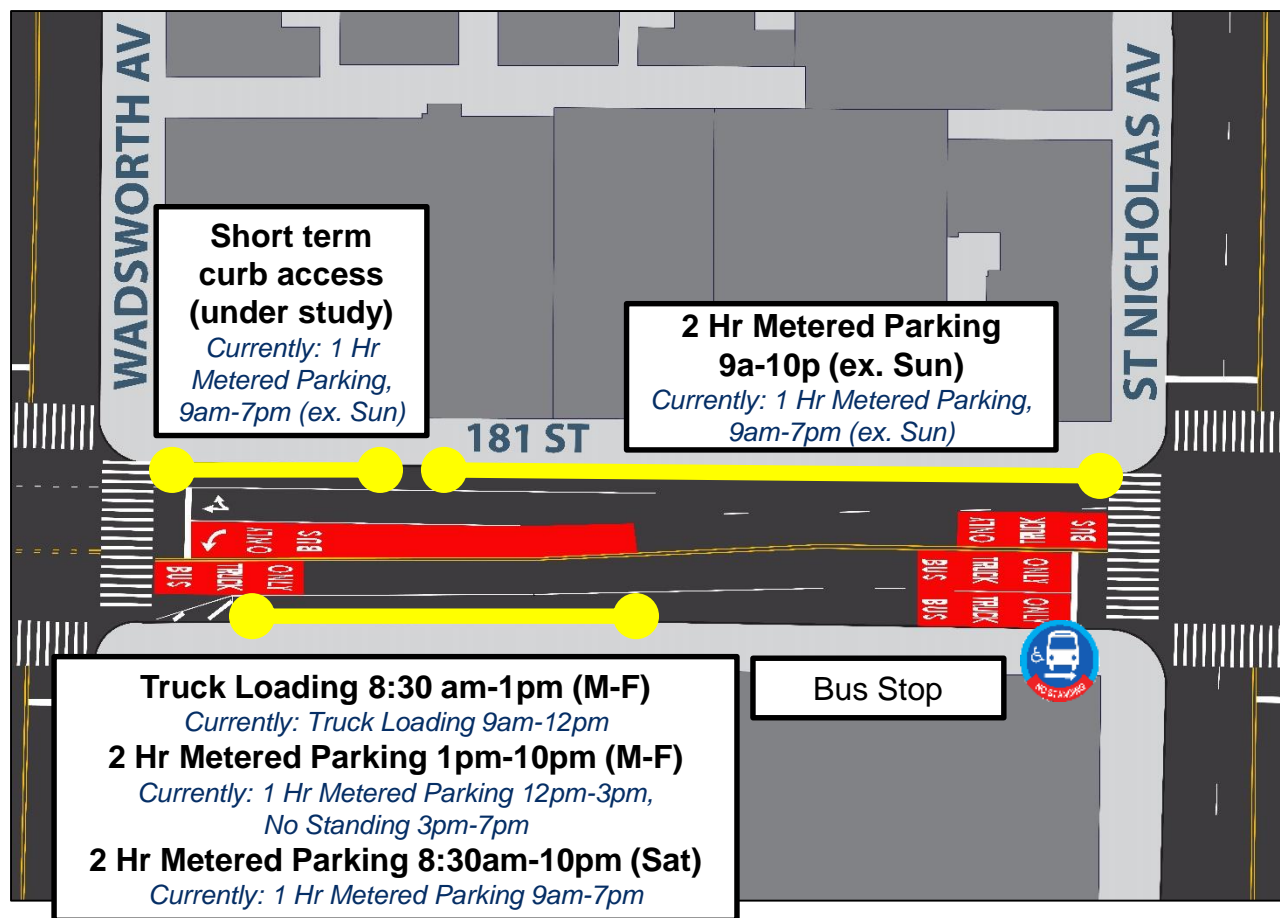 WADSWORTH AV
ST NICHOLAS AV
Short term
curb access
(under study)
Currently: 1 Hr
Metered Parking,
9am-7pm (ex. Sun)
2 Hr Metered Parking
9a-10p (ex. Sun)
Currently: 1 Hr Metered Parking,
9am-7pm (ex. Sun)
181 ST
ONLY
BUS
ONLY
TRUCK
BUS
BUS
TRUCK
ONLY
BUS
TRUCK
ONLY
BUS
TRUCK
ONLY
NO STANDING
Bus Stop
Truck Loading 8:30 am-1pm (M-F)
Currently: Truck Loading 9am-12pm
2 Hr Metered Parking 1pm-10pm (M-F)
Currently: 1 Hr Metered Parking 12pm-3pm,
No Standing 3pm-7pm
2 Hr Metered Parking 8:30am-10pm (Sat)
Currently: 1 Hr Metered Parking 9am-7pm